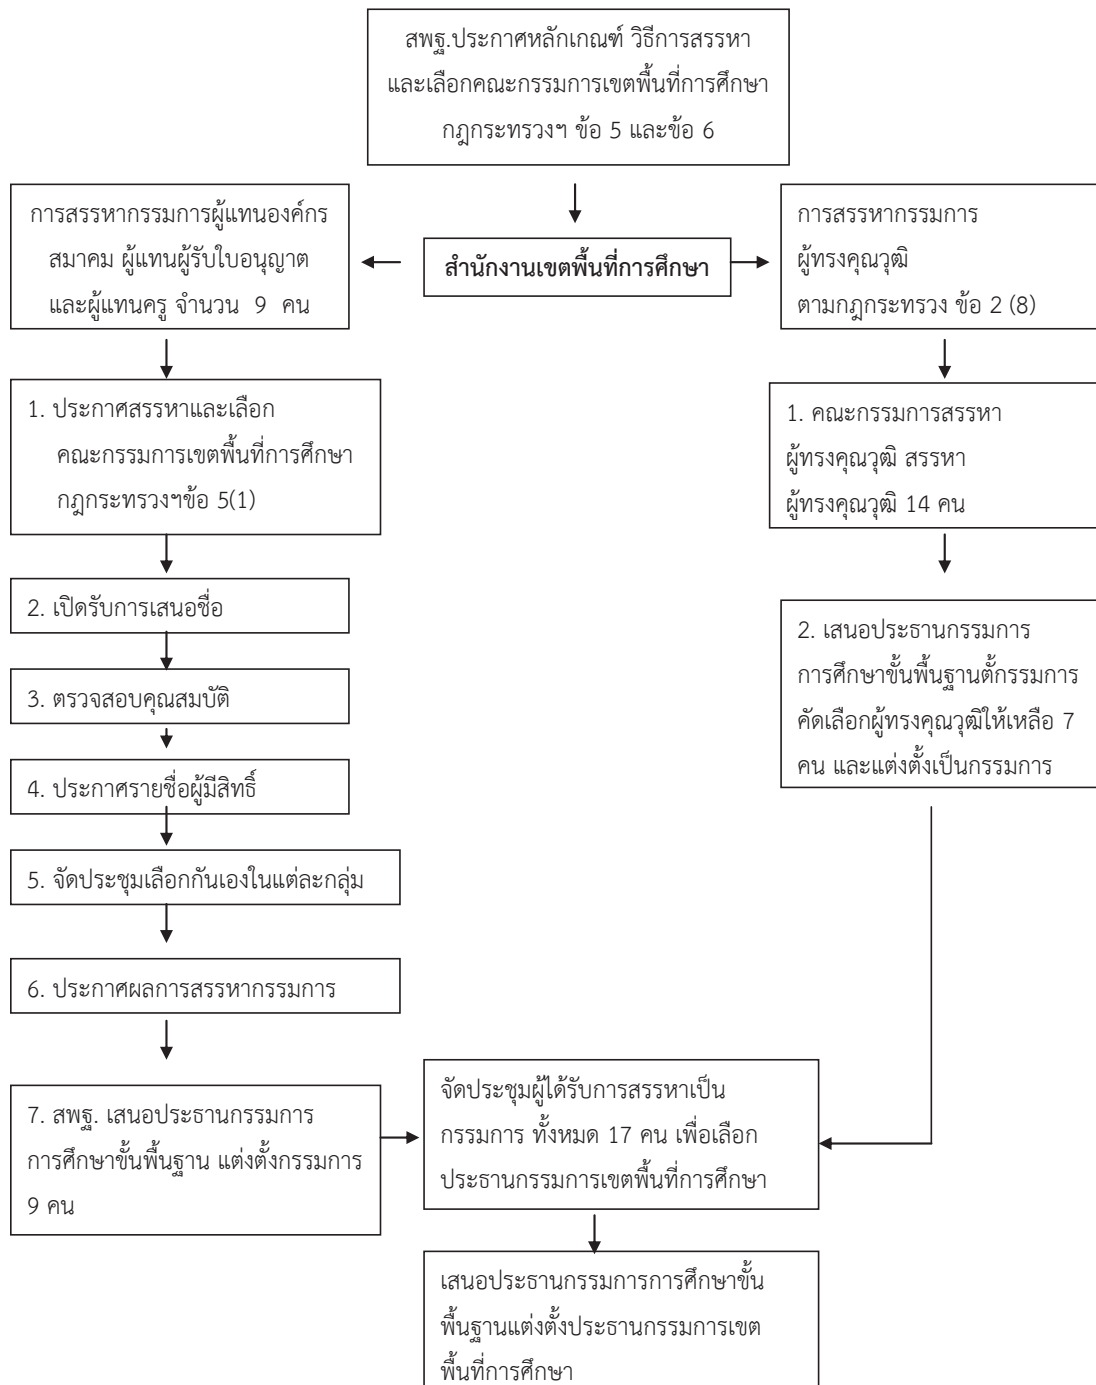 สพฐ.ประกาศหลักเกณฑ์ วิธีการสรรหา
และเลือกคณะกรรมการเขตพื้นที่การศึกษา
กฎกระทรวงฯ ข้อ 5 และข้อ 6
สำนักงานเขตพื้นที่การศึกษา
การสรรหากรรมการผู้แทนองค์กร
สมาคม ผู้แทนผู้รับใบอนุญาต
และผู้แทนครู จำนวน 9 คน
1. ประกาศสรรหาและเลือก
คณะกรรมการเขตพื้นที่การศึกษา
กฎกระทรวงฯข้อ 5(1)
2. เปิดรับการเสนอชื่อ
3. ตรวจสอบคุณสมบัติ
4. ประกาศรายชื่อผู้มีสิทธิ์
5. จัดประชุมเลือกกันเองในแต่ละกลุ่ม
6. ประกาศผลการสรรหากรรมการ
7. สพฐ. เสนอประธานกรรมการ
การศึกษาขั้นพื้นฐาน แต่งตั้งกรรมการ
9 คน
การสรรหากรรมการ
ผู้ทรงคุณวุฒิ
ตามกฎกระทรวง ข้อ 2 (8)
1. คณะกรรมการสรรหา
ผู้ทรงคุณวุฒิ สรรหา
ผู้ทรงคุณวุฒิ 14 คน
2. เสนอประธานกรรมการ
การศึกษาขั้นพื้นฐานตั้กรรมการ
คัดเลือกผู้ทรงคุณวุฒิให้เหลือ 7
คน และแต่งตั้งเป็นกรรมการ
จัดประชุมผู้ได้รับการสรรหาเป็น
กรรมการ ทั้งหมด 17 คน เพื่อเลือก
ประธานกรรมการเขตพื้นที่การศึกษา
เสนอประธานกรรมการการศึกษาขั้น
พื้นฐานแต่งตั้งประธานกรรมการเขต
พื้นที่การศึกษา